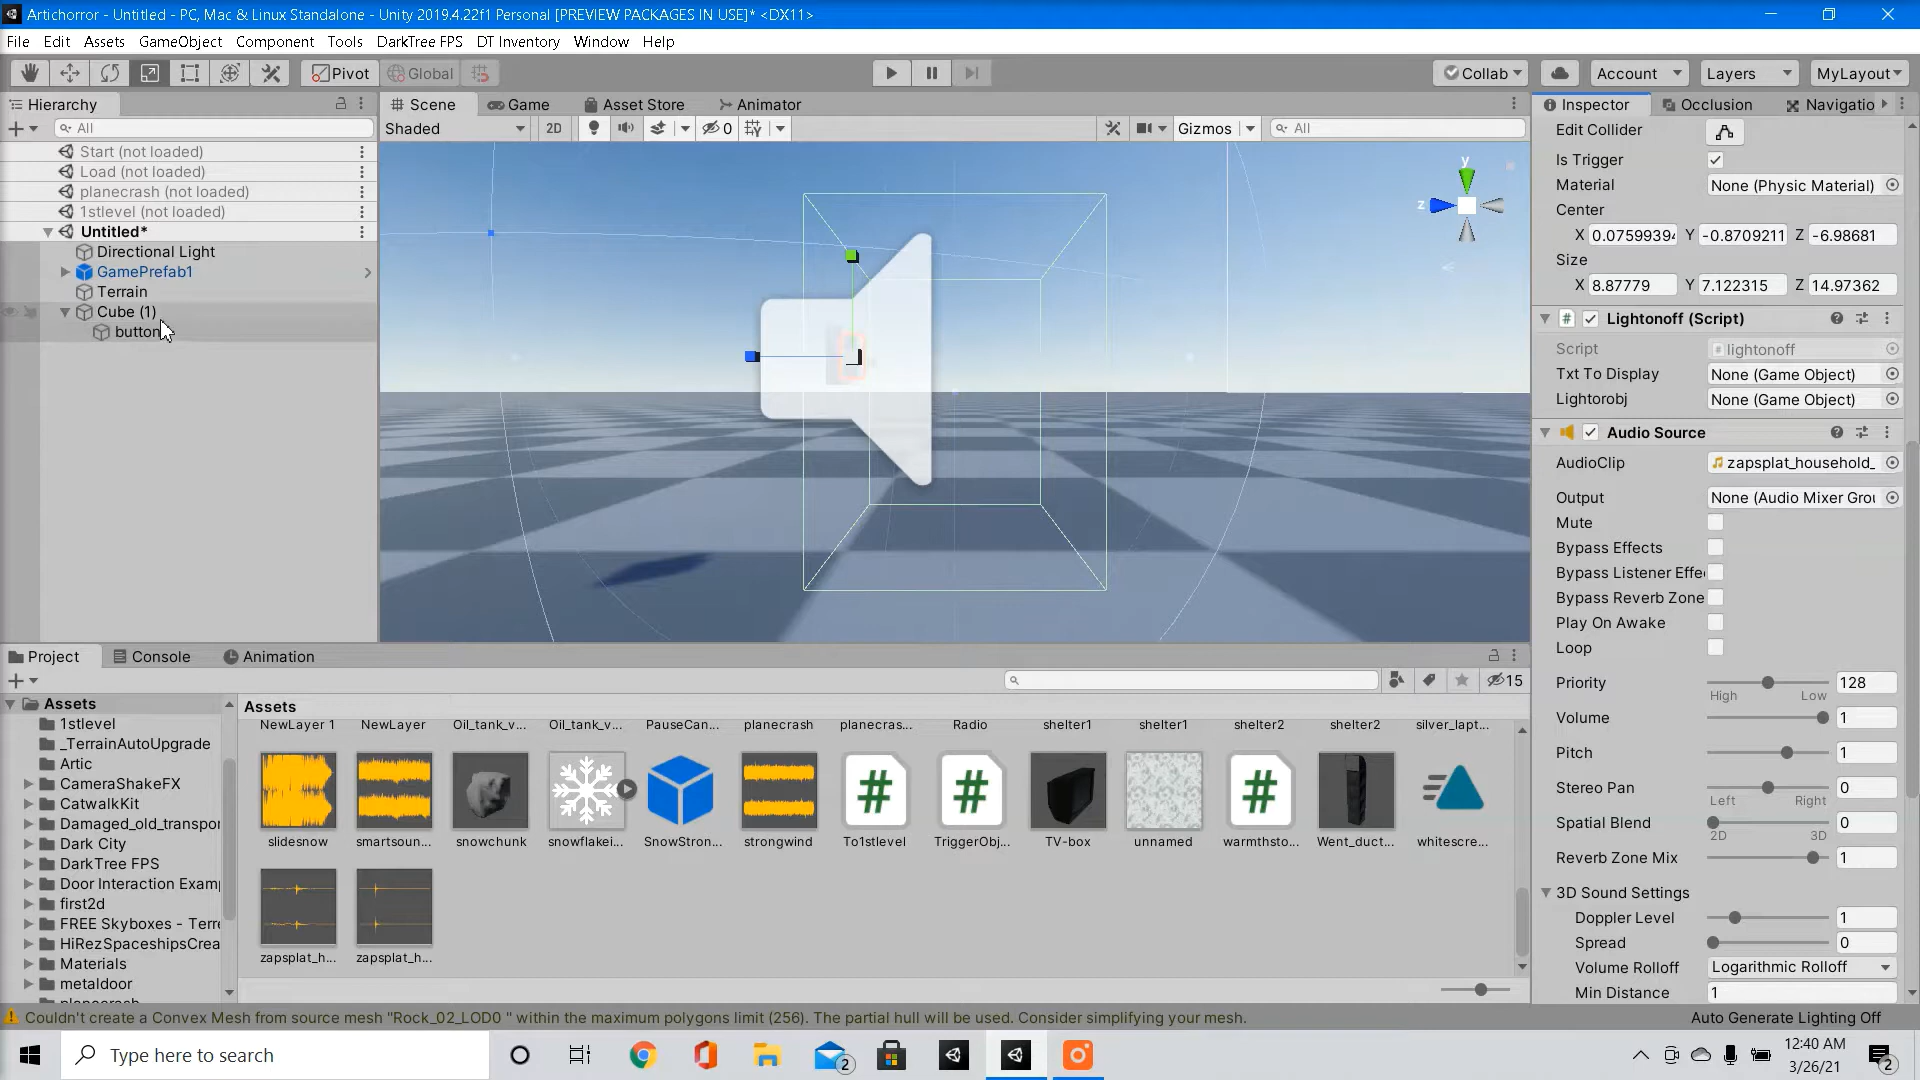 Artichorror - Untitled - PC, Mac & Linux Standalone - Unity 2019.4.22f1 Personal [PREVIEW PACKAGES IN USE]* <DX11>
File Edit Assets GameObject Component Tools DarkTree FPS DT Inventory Window Help
Pivot Global Collab Account Layers MyLayout
Hierarchy
All
Start (not loaded)
Load (not loaded)
planecrash (not loaded)
1stlevel (not loaded)
Untitled*
Directional Light
GamePrefab1
Terrain
Cube (1)
button
Scene Game Asset Store Animator
Shaded 2D 0 Gizmos All
y
z
Inspector Occlusion Navigatio
Edit Collider
Is Trigger
Material None (Physic Material)
Center
X 0.0759939 Y -0.8709211 Z -6.98681
Size
X 8.87779 Y 7.122315 Z 14.97362
# Lightonoff (Script)
Script # lightonoff
Txt To Display None (Game Object)
Lightorobj None (Game Object)
Audio Source
AudioClip zapsplat_household_
Output None (Audio Mixer Grou
Mute
Bypass Effects
Bypass Listener Effe
Bypass Reverb Zone
Play On Awake
Loop
Priority 128
High Low
Volume 1
Pitch 1
Stereo Pan 0
Left Right
Spatial Blend 0
2D 3D
Reverb Zone Mix 1
3D Sound Settings
Doppler Level 1
Spread 0
Volume Rolloff Logarithmic Rolloff
Min Distance 1
Project Console Animation
15
Assets
1stlevel
_TerrainAutoUpgrade
Artic
CameraShakeFX
CatwalkKit
Damaged_old_transpor
Dark City
DarkTree FPS
Door Interaction Examp
first2d
FREE Skyboxes - Terre
HiRezSpaceshipsCrea
Materials
metaldoor
planecrash
Assets
NewLayer 1 NewLayer Oil_tank_v... Oil_tank_v... PauseCan... planecrash planecras... Radio shelter1 shelter1 shelter2 shelter2 silver_lapt...
# # #
slidesnow smartsoun... snowchunk snowflakei... SnowStron... strongwind To1stlevel TriggerObj... TV-box unnamed warmthsto... Went_duct... whitescre...
zapsplat_h... zapsplat_h...
Couldn't create a Convex Mesh from source mesh "Rock_02_LOD0 " within the maximum polygons limit (256). The partial hull will be used. Consider simplifying your mesh.
Auto Generate Lighting Off
Type here to search
2
12:40 AM
3/26/21
2